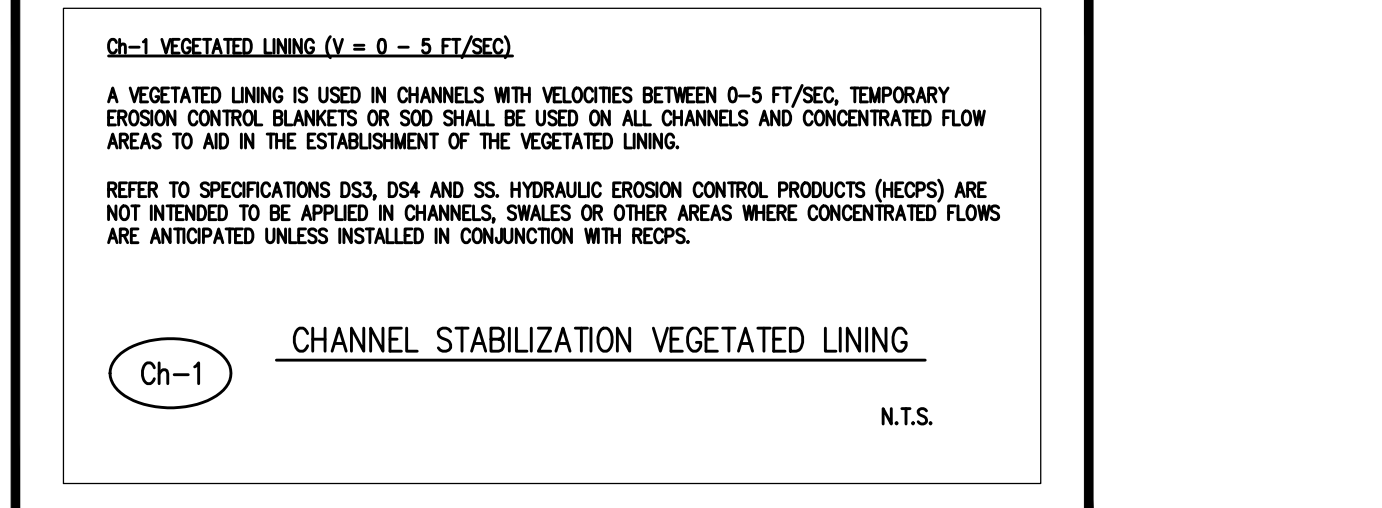 Ch-1 VEGETATED LINING (V = 0 - 5 FT/SEC)
A VEGETATED LINING IS USED IN CHANNELS WITH VELOCITIES BETWEEN 0-5 FT/SEC, TEMPORARY
EROSION CONTROL BLANKETS OR SOD SHALL BE USED ON ALL CHANNELS AND CONCENTRATED FLOW
AREAS TO AID IN THE ESTABLISHMENT OF THE VEGETATED LINING.
REFER TO SPECIFICATIONS DS3, DS4 AND SS. HYDRAULIC EROSION CONTROL PRODUCTS (HECPS) ARE
NOT INTENDED TO BE APPLIED IN CHANNELS, SWALES OR OTHER AREAS WHERE CONCENTRATED FLOWS
ARE ANTICIPATED UNLESS INSTALLED IN CONJUNCTION WITH RECPS.
CHANNEL STABILIZATION VEGETATED LINING
Ch-1
N.T.S.